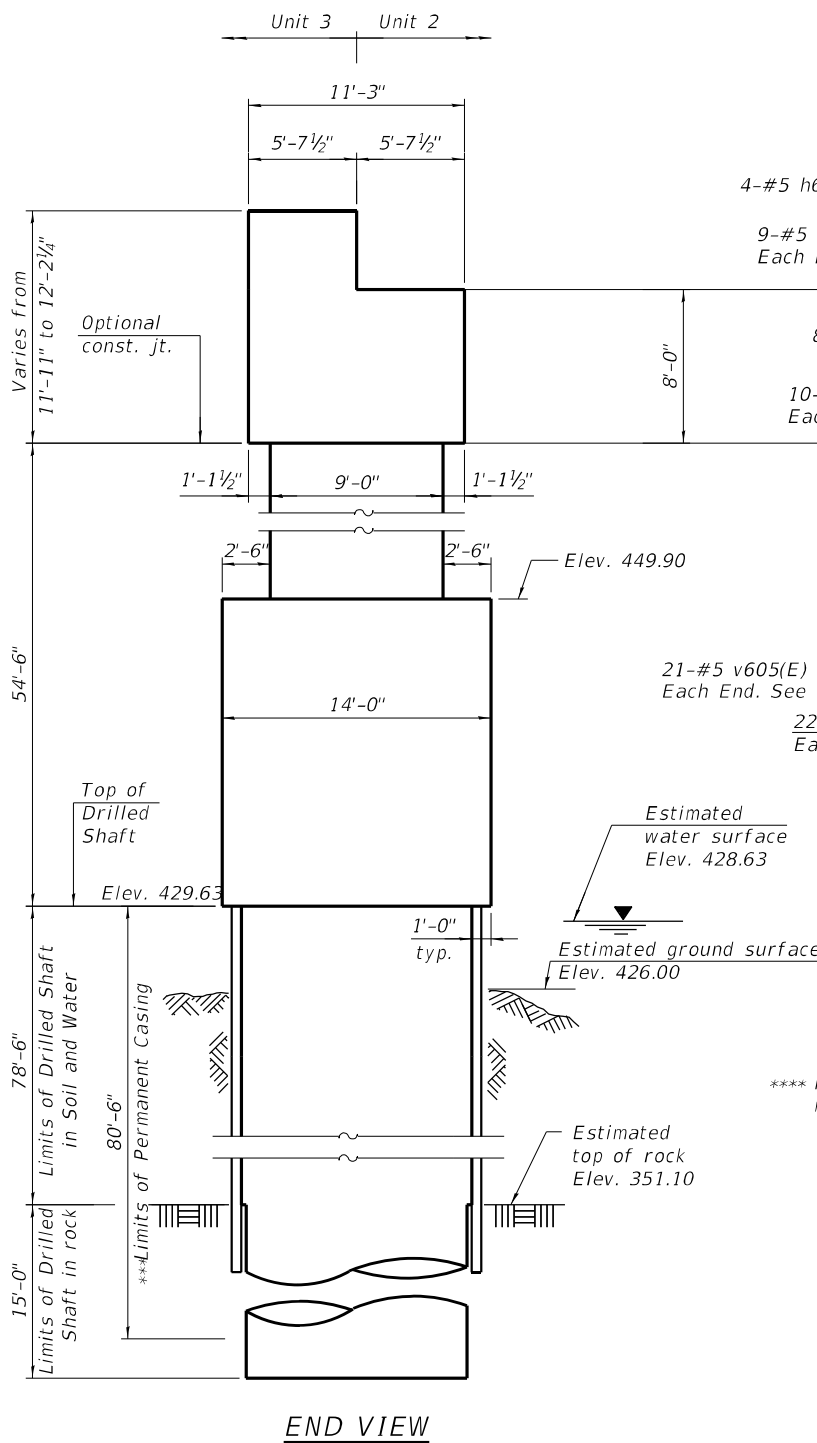 Unit 3
Unit 2
11'-3"
5'-7½"
5'-7½"
4-#5 h6
9-#5
Each
Varies from
11'-11" to 12'-2¼"
Optional
const. jt.
8'-0"
8
10-
Eac
1'-1½"
9'-0"
1'-1½"
2'-6"
2'-6"
Elev. 449.90
54'-6"
21-#5 v605(E)
Each End. See
14'-0"
22
Ea
Top of
Drilled
Shaft
Estimated
water surface
Elev. 428.63
Elev. 429.63
1'-0"
typ.
Estimated ground surface
Elev. 426.00
78'-6"
Limits of Drilled Shaft
in Soil and Water
80'-6"
***Limits of Permanent Casing
****
Estimated
top of rock
Elev. 351.10
15'-0"
Limits of Drilled
Shaft in rock
END VIEW